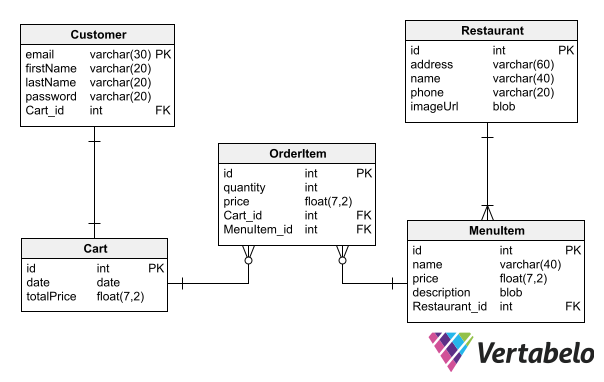 Customer
email varchar(30) PK
firstName varchar(20)
lastName varchar(20)
password varchar(20)
Cart_id int FK
Restaurant
id int PK
address varchar(60)
name varchar(40)
phone varchar(20)
imageUrl blob
OrderItem
id int PK
quantity int
price float(7,2)
Cart_id int FK
MenuItem_id int FK
Cart
id int PK
date date
totalPrice float(7,2)
MenuItem
id int PK
name varchar(40)
price float(7,2)
description blob
Restaurant_id int FK
Vertabelo